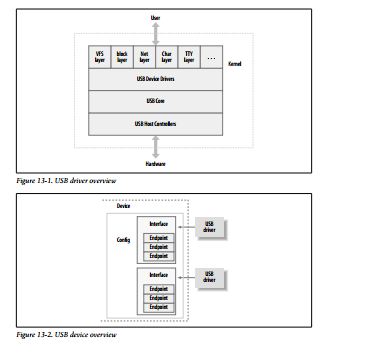 User
VFS layer block layer Net layer Char layer TTY layer ...
Kernel
USB Device Drivers
USB Core
USB Host Controllers
Hardware
Figure 13-1. USB driver overview
Device
Config
Interface
Endpoint
Endpoint
Endpoint
USB driver
Interface
Endpoint
Endpoint
Endpoint
USB driver
Figure 13-2. USB device overview